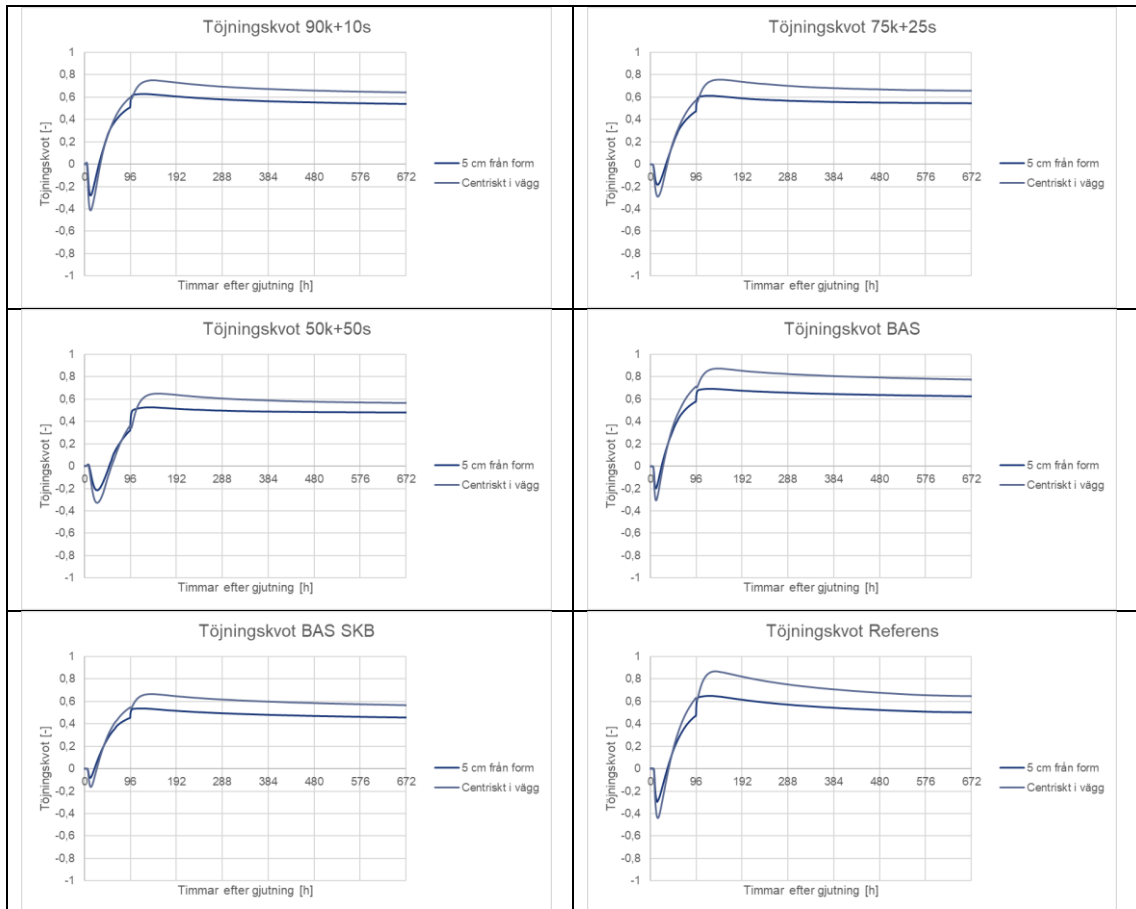 Töjningskvot 90k+10s
1
0,8
0,6
0,4
0,2
0
-0,2
-0,4
-0,6
-0,8
-1
0 96 192 288 384 480 576 672
Töjningskvot [-]
Timmar efter gjutning [h]
5 cm från form
Centriskt i vägg
Töjningskvot 75k+25s
1
0,8
0,6
0,4
0,2
0
-0,2
-0,4
-0,6
-0,8
-1
0 96 192 288 384 480 576 672
Töjningskvot [-]
Timmar efter gjutning [h]
5 cm från form
Centriskt i vägg
Töjningskvot 50k+50s
1
0,8
0,6
0,4
0,2
0
-0,2
-0,4
-0,6
-0,8
-1
0 96 192 288 384 480 576 672
Töjningskvot [-]
Timmar efter gjutning [h]
5 cm från form
Centriskt i vägg
Töjningskvot BAS
1
0,8
0,6
0,4
0,2
0
-0,2
-0,4
-0,6
-0,8
-1
0 96 192 288 384 480 576 672
Töjningskvot [-]
Timmar efter gjutning [h]
5 cm från form
Centriskt i vägg
Töjningskvot BAS SKB
1
0,8
0,6
0,4
0,2
0
-0,2
-0,4
-0,6
-0,8
-1
0 96 192 288 384 480 576 672
Töjningskvot [-]
Timmar efter gjutning [h]
5 cm från form
Centriskt i vägg
Töjningskvot Referens
1
0,8
0,6
0,4
0,2
0
-0,2
-0,4
-0,6
-0,8
-1
0 96 192 288 384 480 576 672
Töjningskvot [-]
Timmar efter gjutning [h]
5 cm från form
Centriskt i vägg